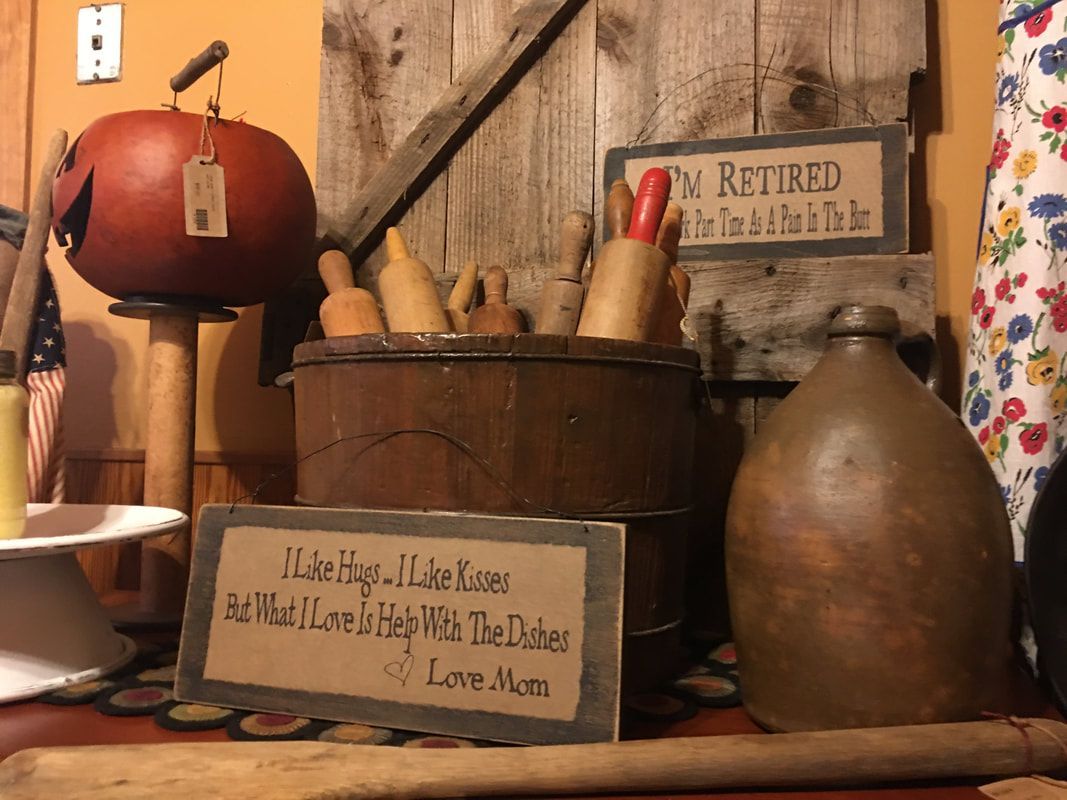 I'M RETIRED
Part Time As A Pain In The Butt
I Like Hugs... I Like Kisses
But What I Love Is Help With The Dishes
Love Mom